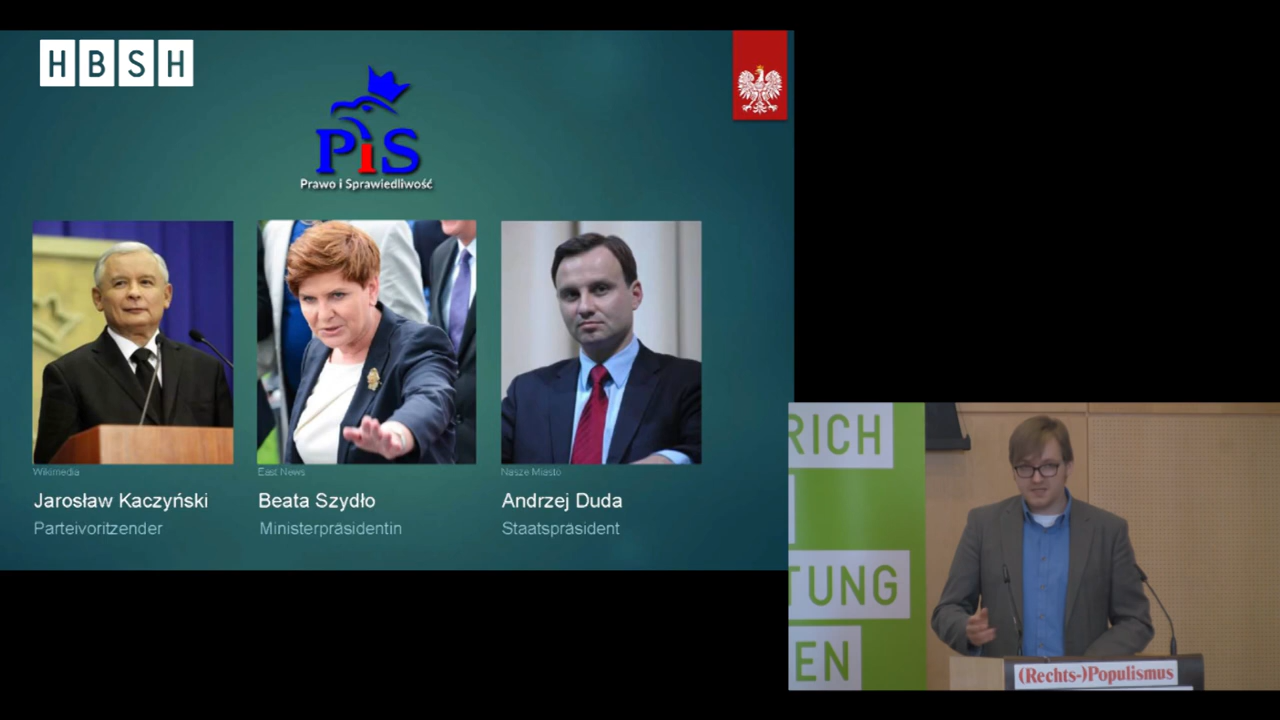 HBSH
PiS
Prawo i Sprawiedliwość
Wikimedia
East News
Nasze Miasto
Jarosław Kaczyński
Beata Szydło
Andrzej Duda
Parteivoritzender
Ministerpräsidentin
Staatspräsident
RICH
TUNG
EN
(Rechts-)Populismus